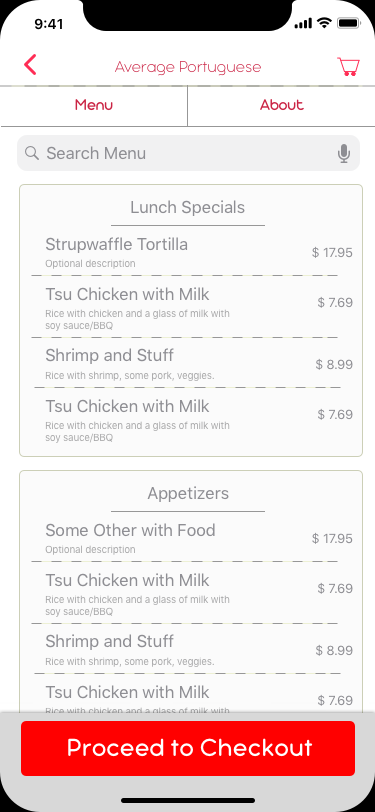 9:41
Average Portuguese
Menu
About
Search Menu
Lunch Specials
Strupwaffle Tortilla
$ 17.95
Optional description
Tsu Chicken with Milk
$ 7.69
Rice with chicken and a glass of milk with
soy sauce/BBQ
Shrimp and Stuff
$ 8.99
Rice with shrimp, some pork, veggies.
Tsu Chicken with Milk
$ 7.69
Rice with chicken and a glass of milk with
soy sauce/BBQ
Appetizers
Some Other with Food
$ 17.95
Optional description
Tsu Chicken with Milk
$ 7.69
Rice with chicken and a glass of milk with
soy sauce/BBQ
Shrimp and Stuff
$ 8.99
Rice with shrimp, some pork, veggies.
Tsu Chicken with Milk
$ 7.69
Rice with chicken and a glass of milk with
Proceed to Checkout